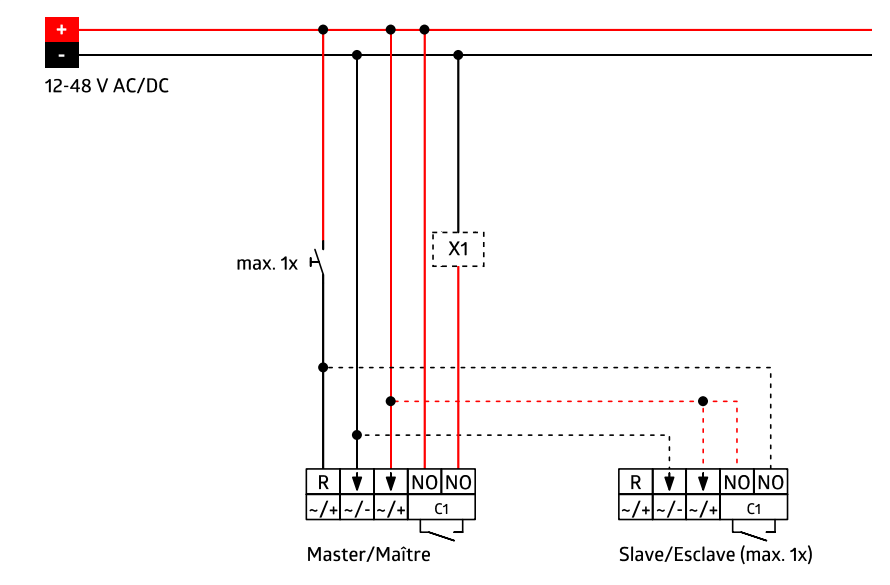 +
-
12-48 V AC/DC
X1
max. 1x
R NO NO
~/+ ~/- ~/+ C1
Master/Maître
R NO NO
~/+ ~/- ~/+ C1
Slave/Esclave (max. 1x)